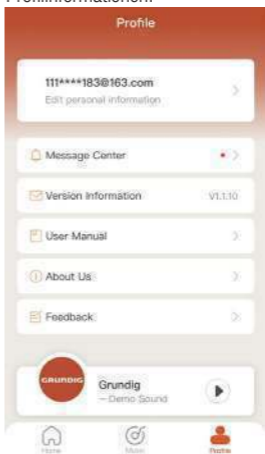 Profilinformationen.
Profile
111****183@163.com
Edit personal information
Message Center
Version Information V1.1.10
User Manual
About Us
Feedback
GRUNDIG
Grundig
– Demo Sound
Home Music Profile